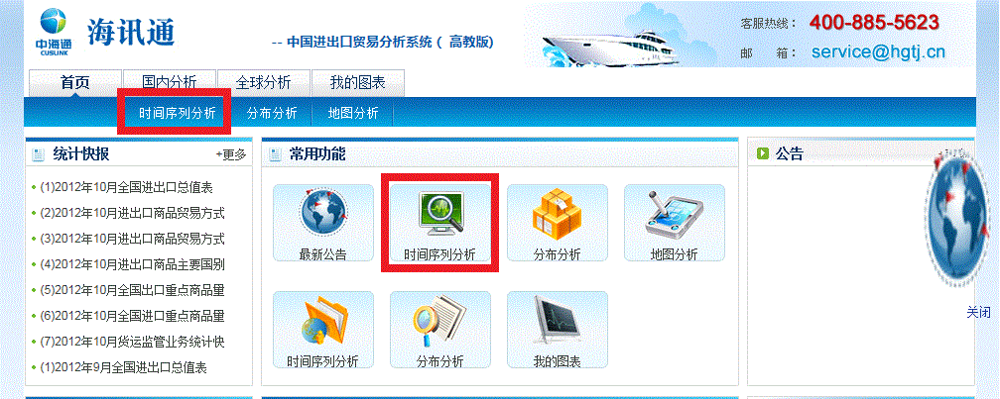 中海通
CUSLINK
海讯通
-- 中国进出口贸易分析系统（ 高教版)
客服热线： 400-885-5623
邮 箱： service@hgtj.cn
首页 国内分析 全球分析 我的图表
时间序列分析 分布分析 地图分析
统计快报 +更多
(1)2012年10月全国进出口总值表
(2)2012年10月进出口商品贸易方式
(3)2012年10月进出口商品贸易方式
(4)2012年10月进出口商品主要国别
(5)2012年10月全国出口重点商品量
(6)2012年10月全国进口重点商品量
(7)2012年10月货运监管业务统计快
(1)2012年9月全国进出口总值表
常用功能
最新公告 时间序列分析 分布分析 地图分析
时间序列分析 分布分析 我的图表
公告
关闭